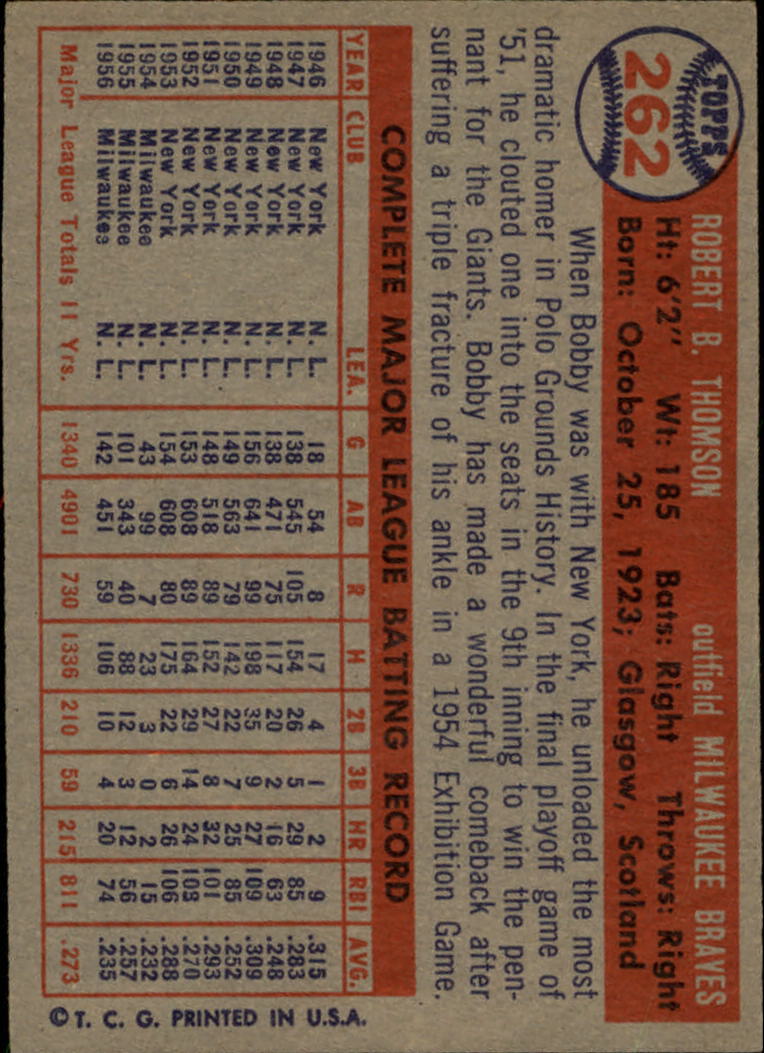 TOPPS
262
ROBERT B. THOMSON outfield MILWAUKEE BRAVES
Ht: 6'2" Wt: 185 Bats: Right Throws: Right
Born: October 25, 1923; Glasgow, Scotland
When Bobby was with New York, he unloaded the most
dramatic homer in Polo Grounds History. In the final playoff game of
'51, he clouted one into the seats in the 9th inning to win the pen-
nant for the Giants. Bobby has made a wonderful comeback after
suffering a triple fracture of his ankle in a 1954 Exhibition Game.
COMPLETE MAJOR LEAGUE BATTING RECORD
YEAR CLUB LEA. G AB R H 2B 3B HR RBI AVG.
1946 New York N. L. 18 54 8 17 4 1 2 9 .315
1947 New York N. L. 138 545 105 154 26 5 29 85 .283
1948 New York N. L. 138 471 75 117 20 2 16 63 .248
1949 New York N. L. 156 641 99 198 35 9 27 109 .309
1950 New York N. L. 149 563 79 142 22 7 25 85 .252
1951 New York N. L. 148 518 89 152 27 8 32 101 .293
1952 New York N. L. 153 608 89 164 29 14 24 108 .270
1953 New York N. L. 154 608 80 175 22 6 26 106 .288
1954 Milwaukee N. L. 43 99 7 23 3 0 2 15 .232
1955 Milwaukee N. L. 101 343 40 88 12 3 12 56 .257
1956 Milwaukee N. L. 142 451 59 106 10 4 20 74 .235
Major League Totals 11 Yrs. 1340 4901 730 1336 210 59 215 811 .273
© T. C. G. PRINTED IN U.S.A.